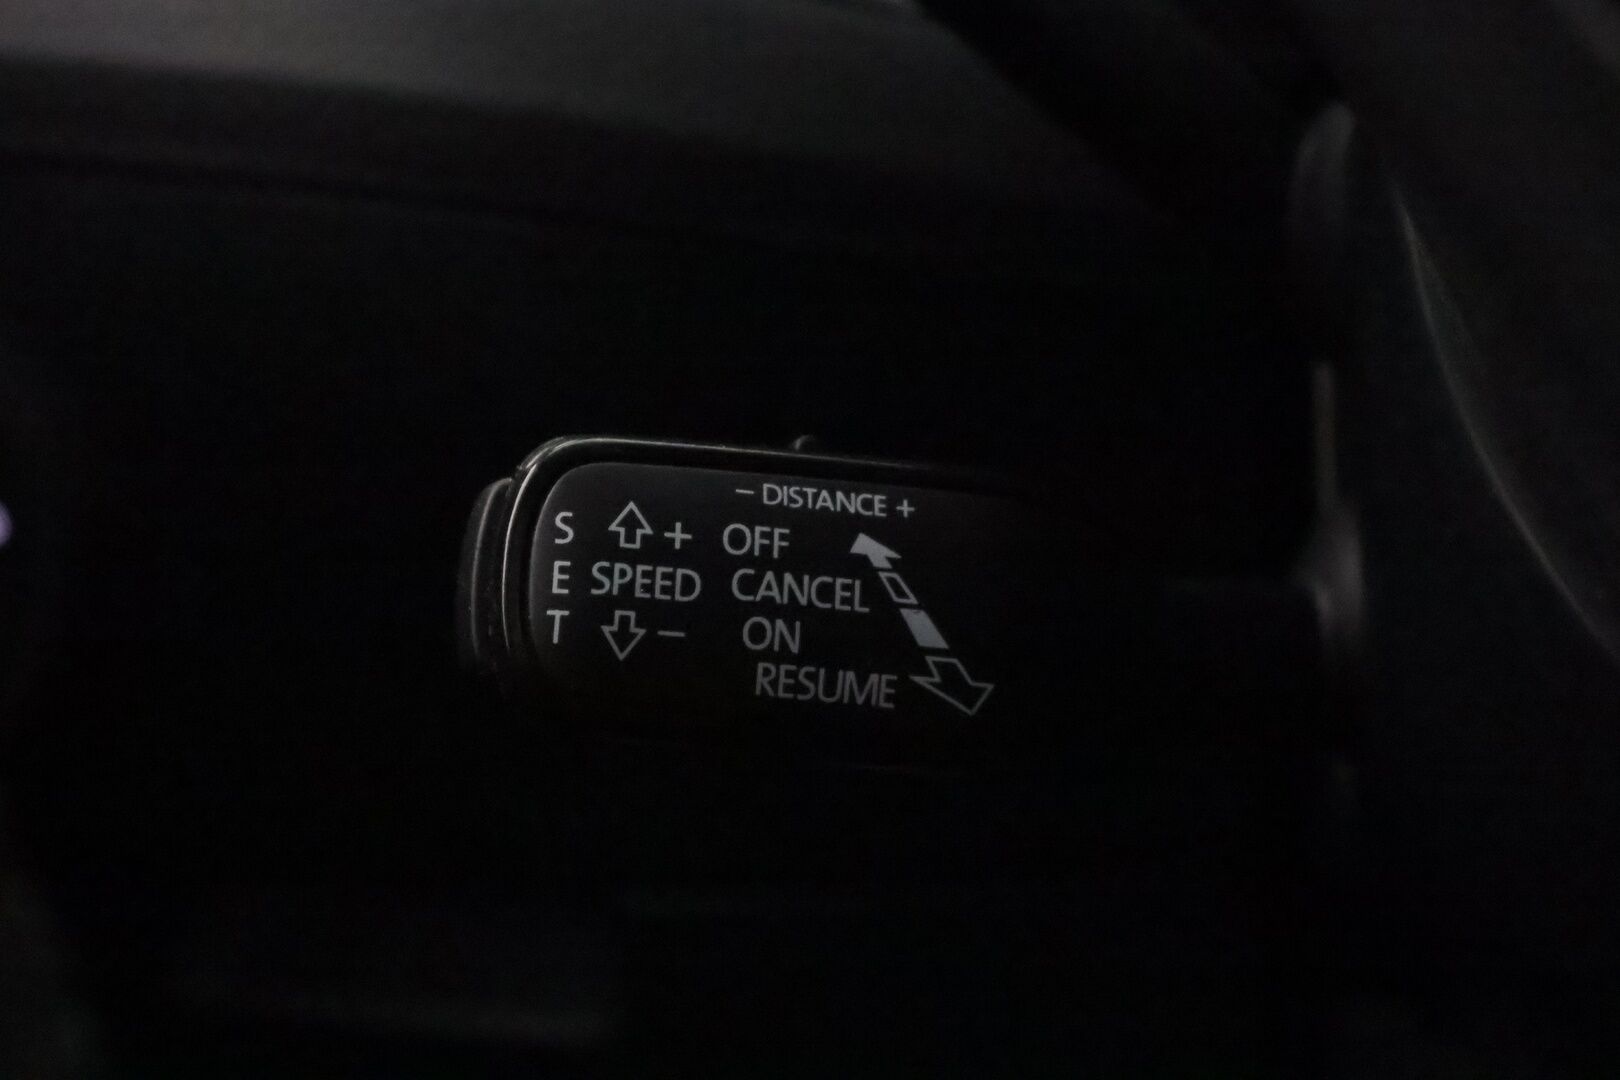 - DISTANCE +
S + OFF
E SPEED CANCEL
T - ON
RESUME